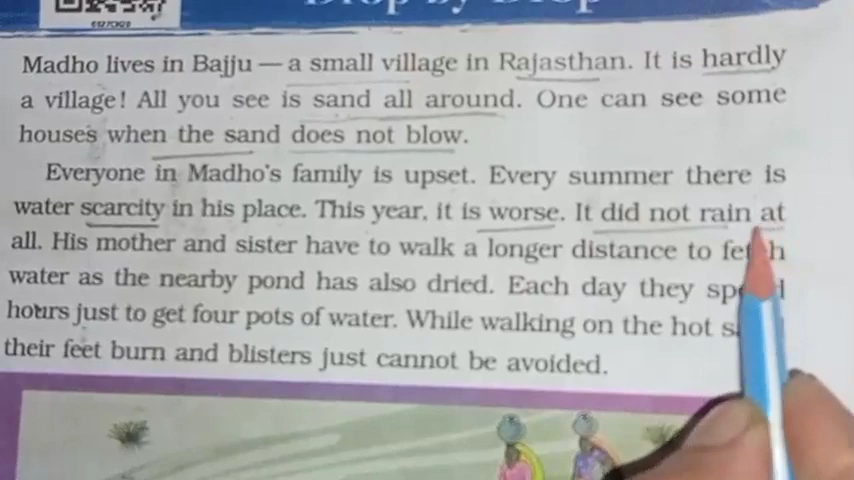 Drop by Drop
Madho lives in Bajju — a small village in Rajasthan. It is hardly
a village! All you see is sand all around. One can see some
houses when the sand does not blow.
Everyone in Madho's family is upset. Every summer there is
water scarcity in his place. This year, it is worse. It did not rain at
all. His mother and sister have to walk a longer distance to
water as the nearby pond has also dried. Each day they
hours just to get four pots of water. While walking on the hot
their feet burn and blisters just cannot be avoided.